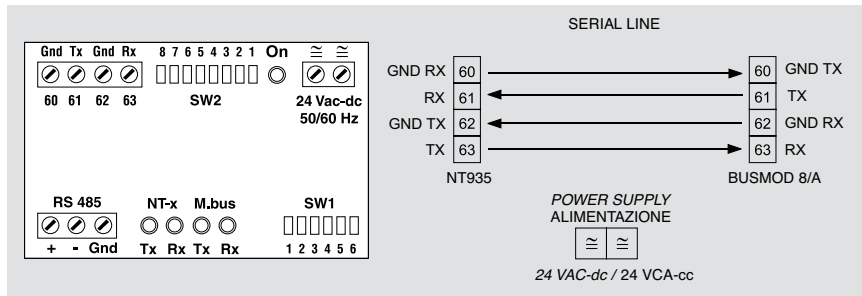 SERIAL LINE
Gnd Tx Gnd Rx 8 7 6 5 4 3 2 1 On ≅ ≅
60 61 62 63 SW2 24 Vac-dc
50/60 Hz
RS 485 NT-x M.bus SW1
+ - Gnd Tx Rx Tx Rx 1 2 3 4 5 6
GND RX 60 60 GND TX
RX 61 61 TX
GND TX 62 62 GND RX
TX 63 63 RX
NT935 BUSMOD 8/A
POWER SUPPLY
ALIMENTAZIONE
≅ ≅
24 VAC-dc / 24 VCA-cc